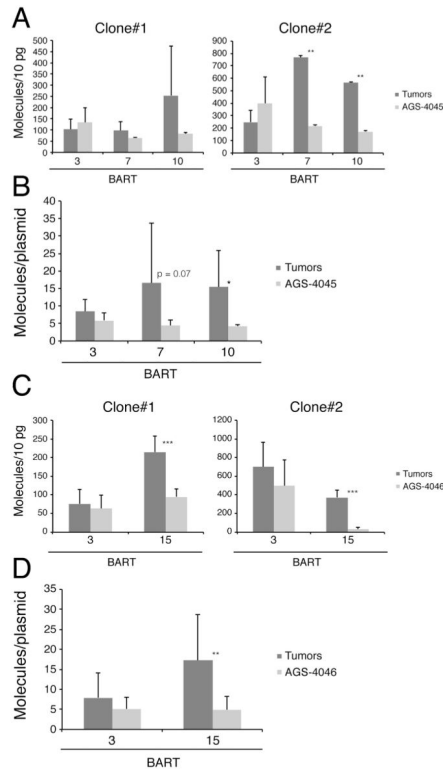 A
Clone#1
Clone#2
Molecules/10 pg
500
450
400
350
300
250
200
150
100
50
0
3 7 10
BART
900
800
700
600
500
400
300
200
100
0
**
**
3 7 10
BART
Tumors
AGS-4045
B
Molecules/plasmid
40
35
30
25
20
15
10
5
0
p = 0.07
*
3 7 10
BART
Tumors
AGS-4045
C
Clone#1
Clone#2
Molecules/10 pg
300
250
200
150
100
50
0
***
3 15
BART
1200
1000
800
600
400
200
0
***
3 15
BART
Tumors
AGS-4046
D
Molecules/plasmid
35
30
25
20
15
10
5
0
**
3 15
BART
Tumors
AGS-4046